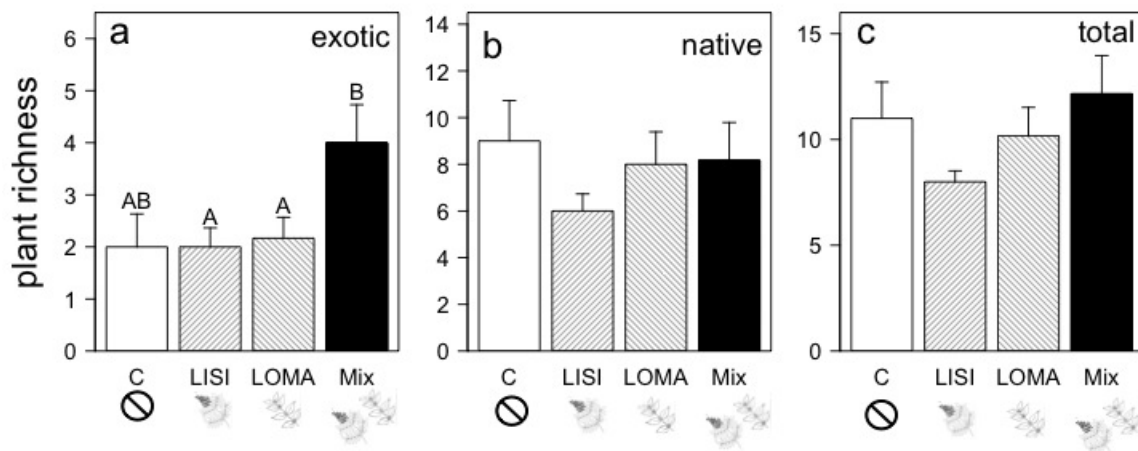 plant richness
a
exotic
6
5
4
3
2
1
0
AB
A
A
B
C
LISI
LOMA
Mix
b
native
14
12
10
8
6
4
2
0
C
LISI
LOMA
Mix
c
total
15
10
5
0
C
LISI
LOMA
Mix